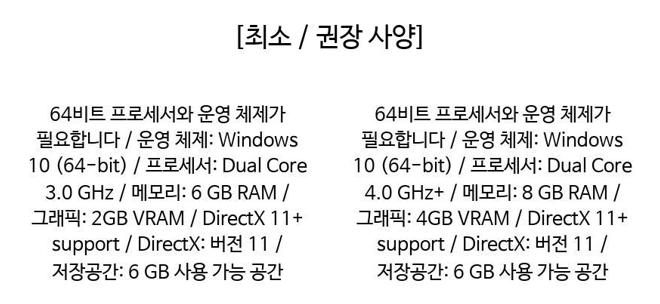 [최소 / 권장 사양]
64비트 프로세서와 운영 체제가
필요합니다 / 운영 체제: Windows
10 (64-bit) / 프로세서: Dual Core
3.0 GHz / 메모리: 6 GB RAM /
그래픽: 2GB VRAM / DirectX 11+
support / DirectX: 버전 11 /
저장공간: 6 GB 사용 가능 공간
64비트 프로세서와 운영 체제가
필요합니다 / 운영 체제: Windows
10 (64-bit) / 프로세서: Dual Core
4.0 GHz+ / 메모리: 8 GB RAM /
그래픽: 4GB VRAM / DirectX 11+
support / DirectX: 버전 11 /
저장공간: 6 GB 사용 가능 공간